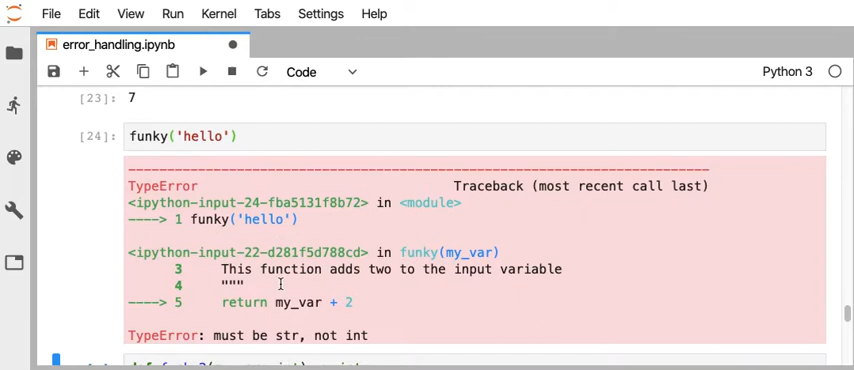 File Edit View Run Kernel Tabs Settings Help
error_handling.ipynb
Code Python 3
[23]: 7
[24]: funky('hello')
---------------------------------------------------------------------------
TypeError Traceback (most recent call last)
<ipython-input-24-fba5131f8b72> in <module>
----> 1 funky('hello')
<ipython-input-22-d281f5d788cd> in funky(my_var)
3 This function adds two to the input variable
4 """
----> 5 return my_var + 2
TypeError: must be str, not int